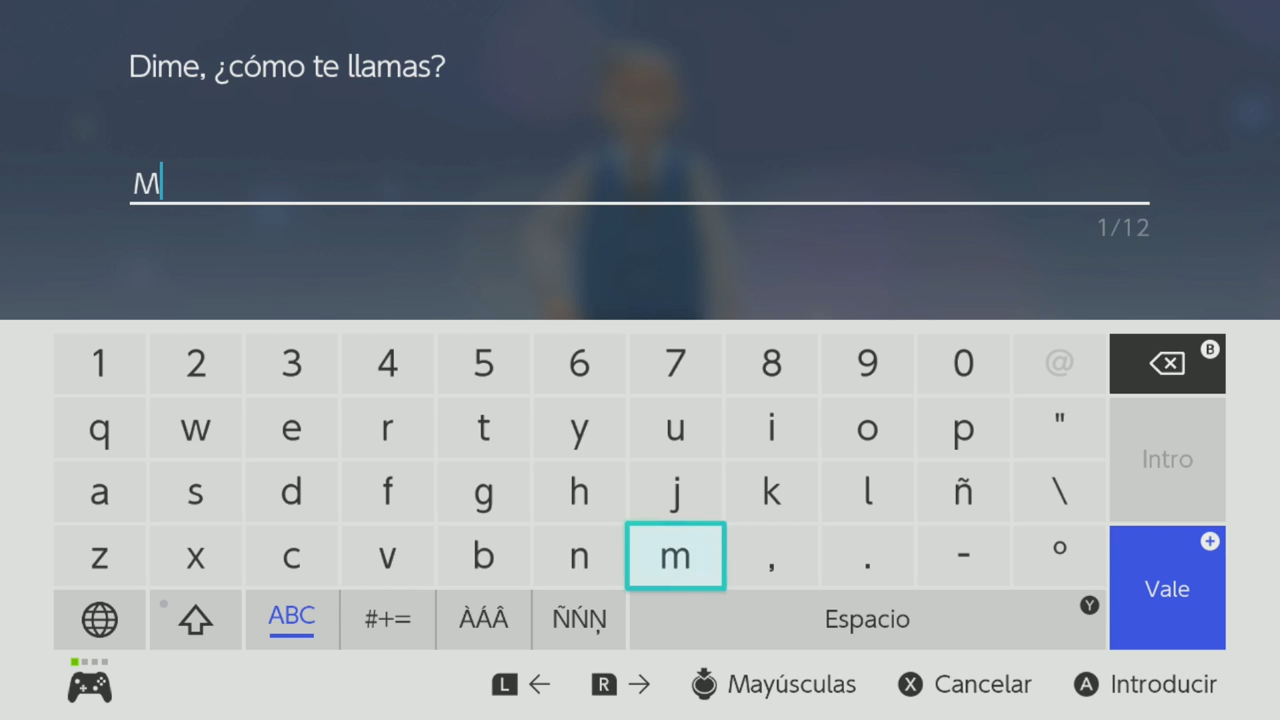 Dime, ¿cómo te llamas?
M
1/12
1 2 3 4 5 6 7 8 9 0 @ B
q w e r t y u i o p "
Intro
a s d f g h j k l ñ \
z x c v b n m , . - º +
Vale
ABC #+= ÀÁÂ ÑŃŅ Espacio Y
L ← R → Mayúsculas X Cancelar A Introducir